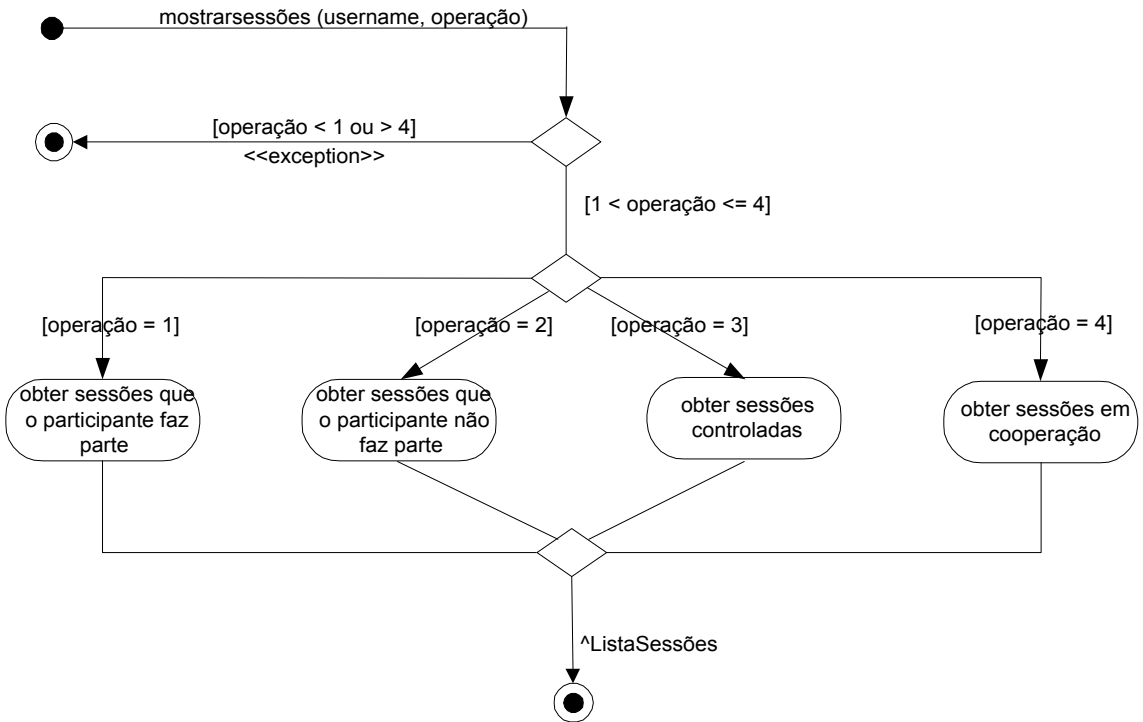 mostrarsessões (username, operação)
[operação < 1 ou > 4]
<<exception>>
[1 < operação <= 4]
[operação = 1]
[operação = 2]
[operação = 3]
[operação = 4]
obter sessões que
o participante faz
parte
obter sessões que
o participante não
faz parte
obter sessões
controladas
obter sessões em
cooperação
^ListaSessões